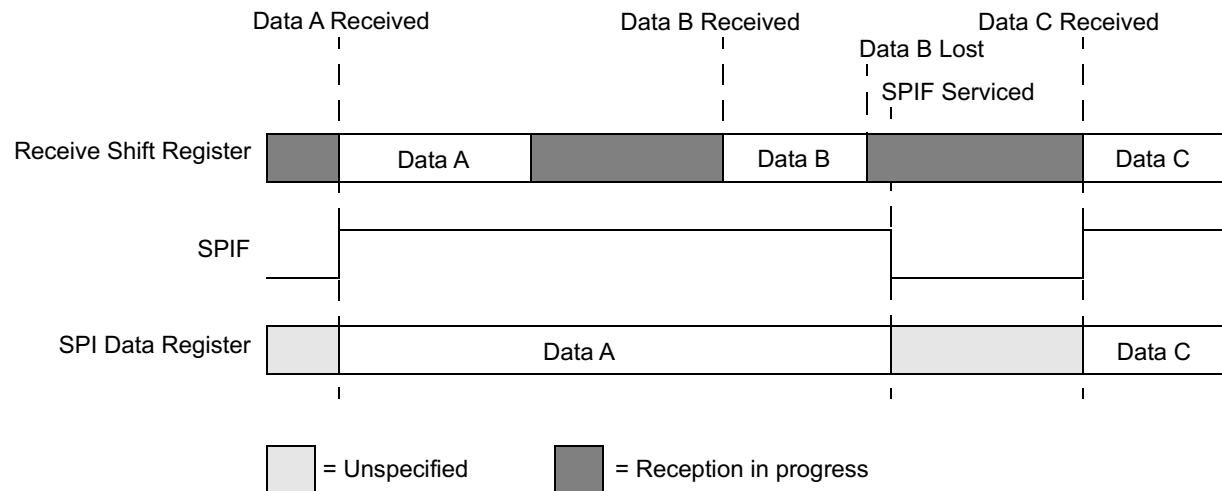 Data A Received
Data B Received
Data C Received
Data B Lost
SPIF Serviced
Receive Shift Register
Data A
Data B
Data C
SPIF
SPI Data Register
Data A
Data C
= Unspecified
= Reception in progress